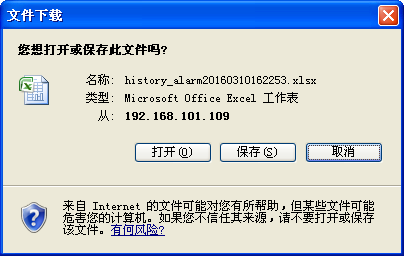 文件下载
您想打开或保存此文件吗?
名称: history_alarm20160310162253.xlsx
类型: Microsoft Office Excel 工作表
从: 192.168.101.109
打开(O) 保存(S) 取消
来自 Internet 的文件可能对您有所帮助,但某些文件可能
危害您的计算机。如果您不信任其来源,请不要打开或保存
该文件。有何风险?